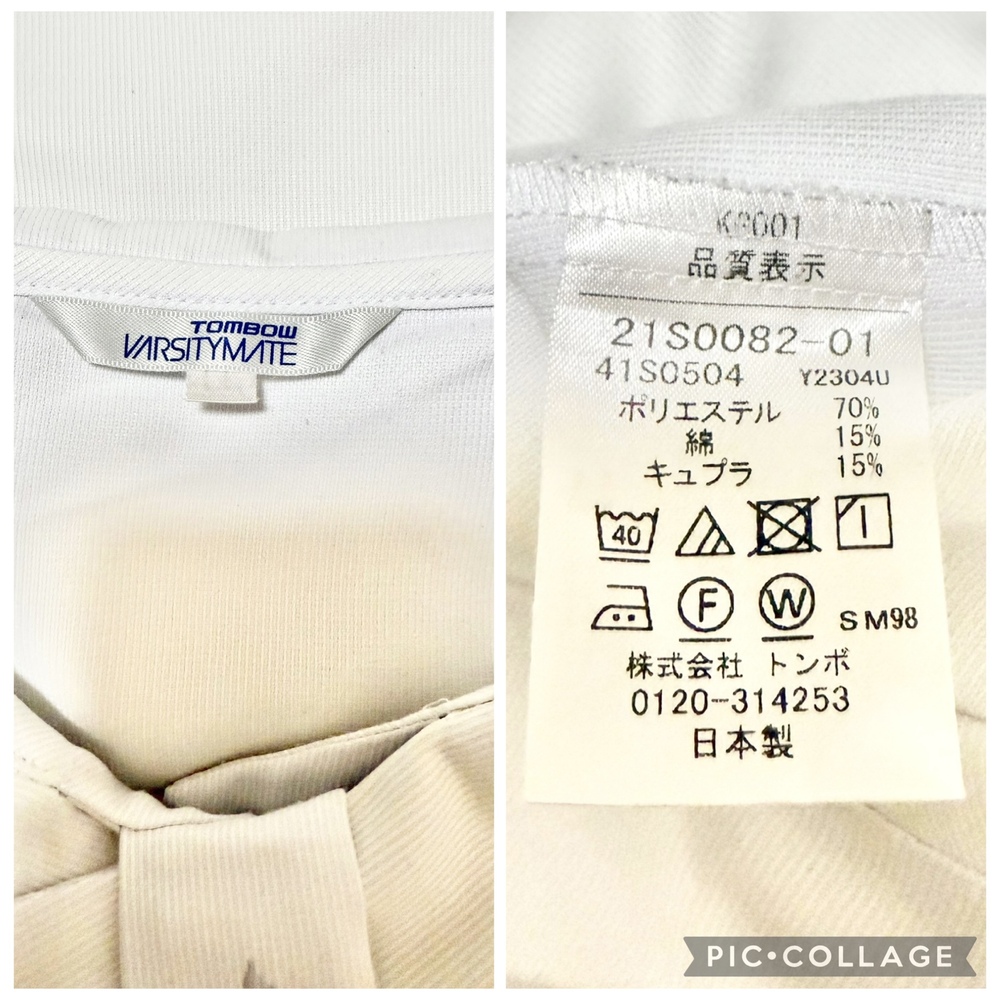 TOMBOW
VARSITYMATE
品質表示
21S0082-01
41S0504 Y2304U
ポリエステル 70%
綿 15%
キュプラ 15%
40
F
W
SM98
株式会社 トンボ
0120-314253
日本製
PIC•COLLAGE